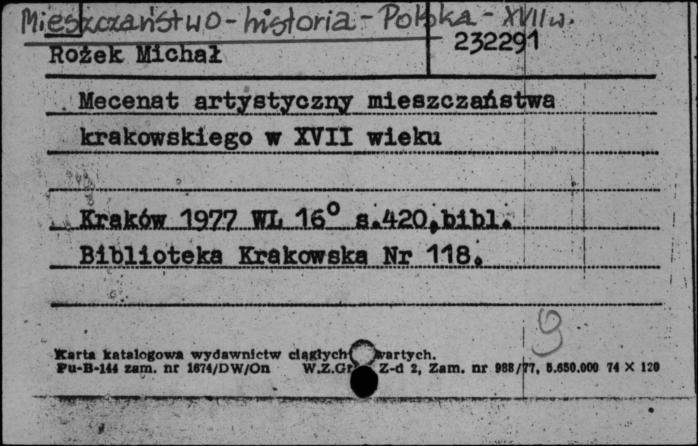 Mieszczaństwo - historia - Polska - XVII w.
232291
Rożek Michał
Mecenat artystyczny mieszczaństwa
krakowskiego w XVII wieku
Kraków 1977 WL 16° s.420,bibl.
Biblioteka Krakowska Nr 118.
Karta katalogowa wydawnictw ciągłych wartych.
Pu-B-144 zam. nr 1674/DW/On W.Z.Gr Z-d 2, Zam. nr 988/77, 5.650.000 74 × 120